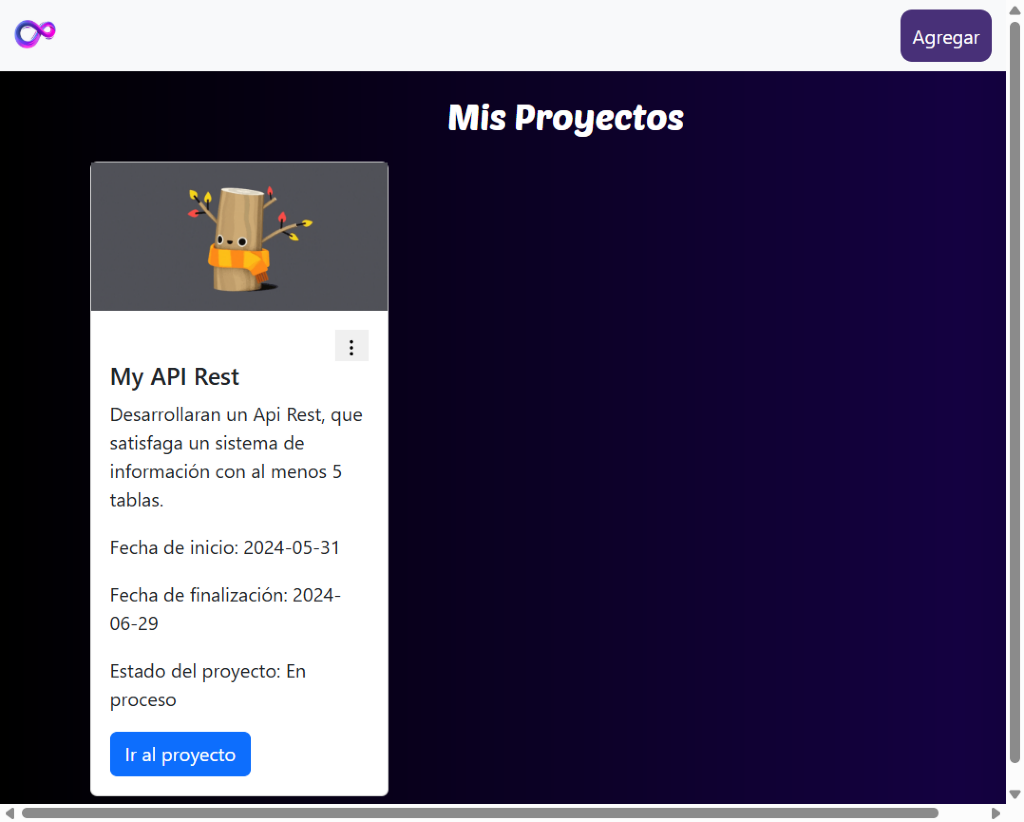 Agregar
Mis Proyectos
My API Rest
Desarrollaran un Api Rest, que
satisfaga un sistema de
información con al menos 5
tablas.
Fecha de inicio: 2024-05-31
Fecha de finalización: 2024-
06-29
Estado del proyecto: En
proceso
Ir al proyecto